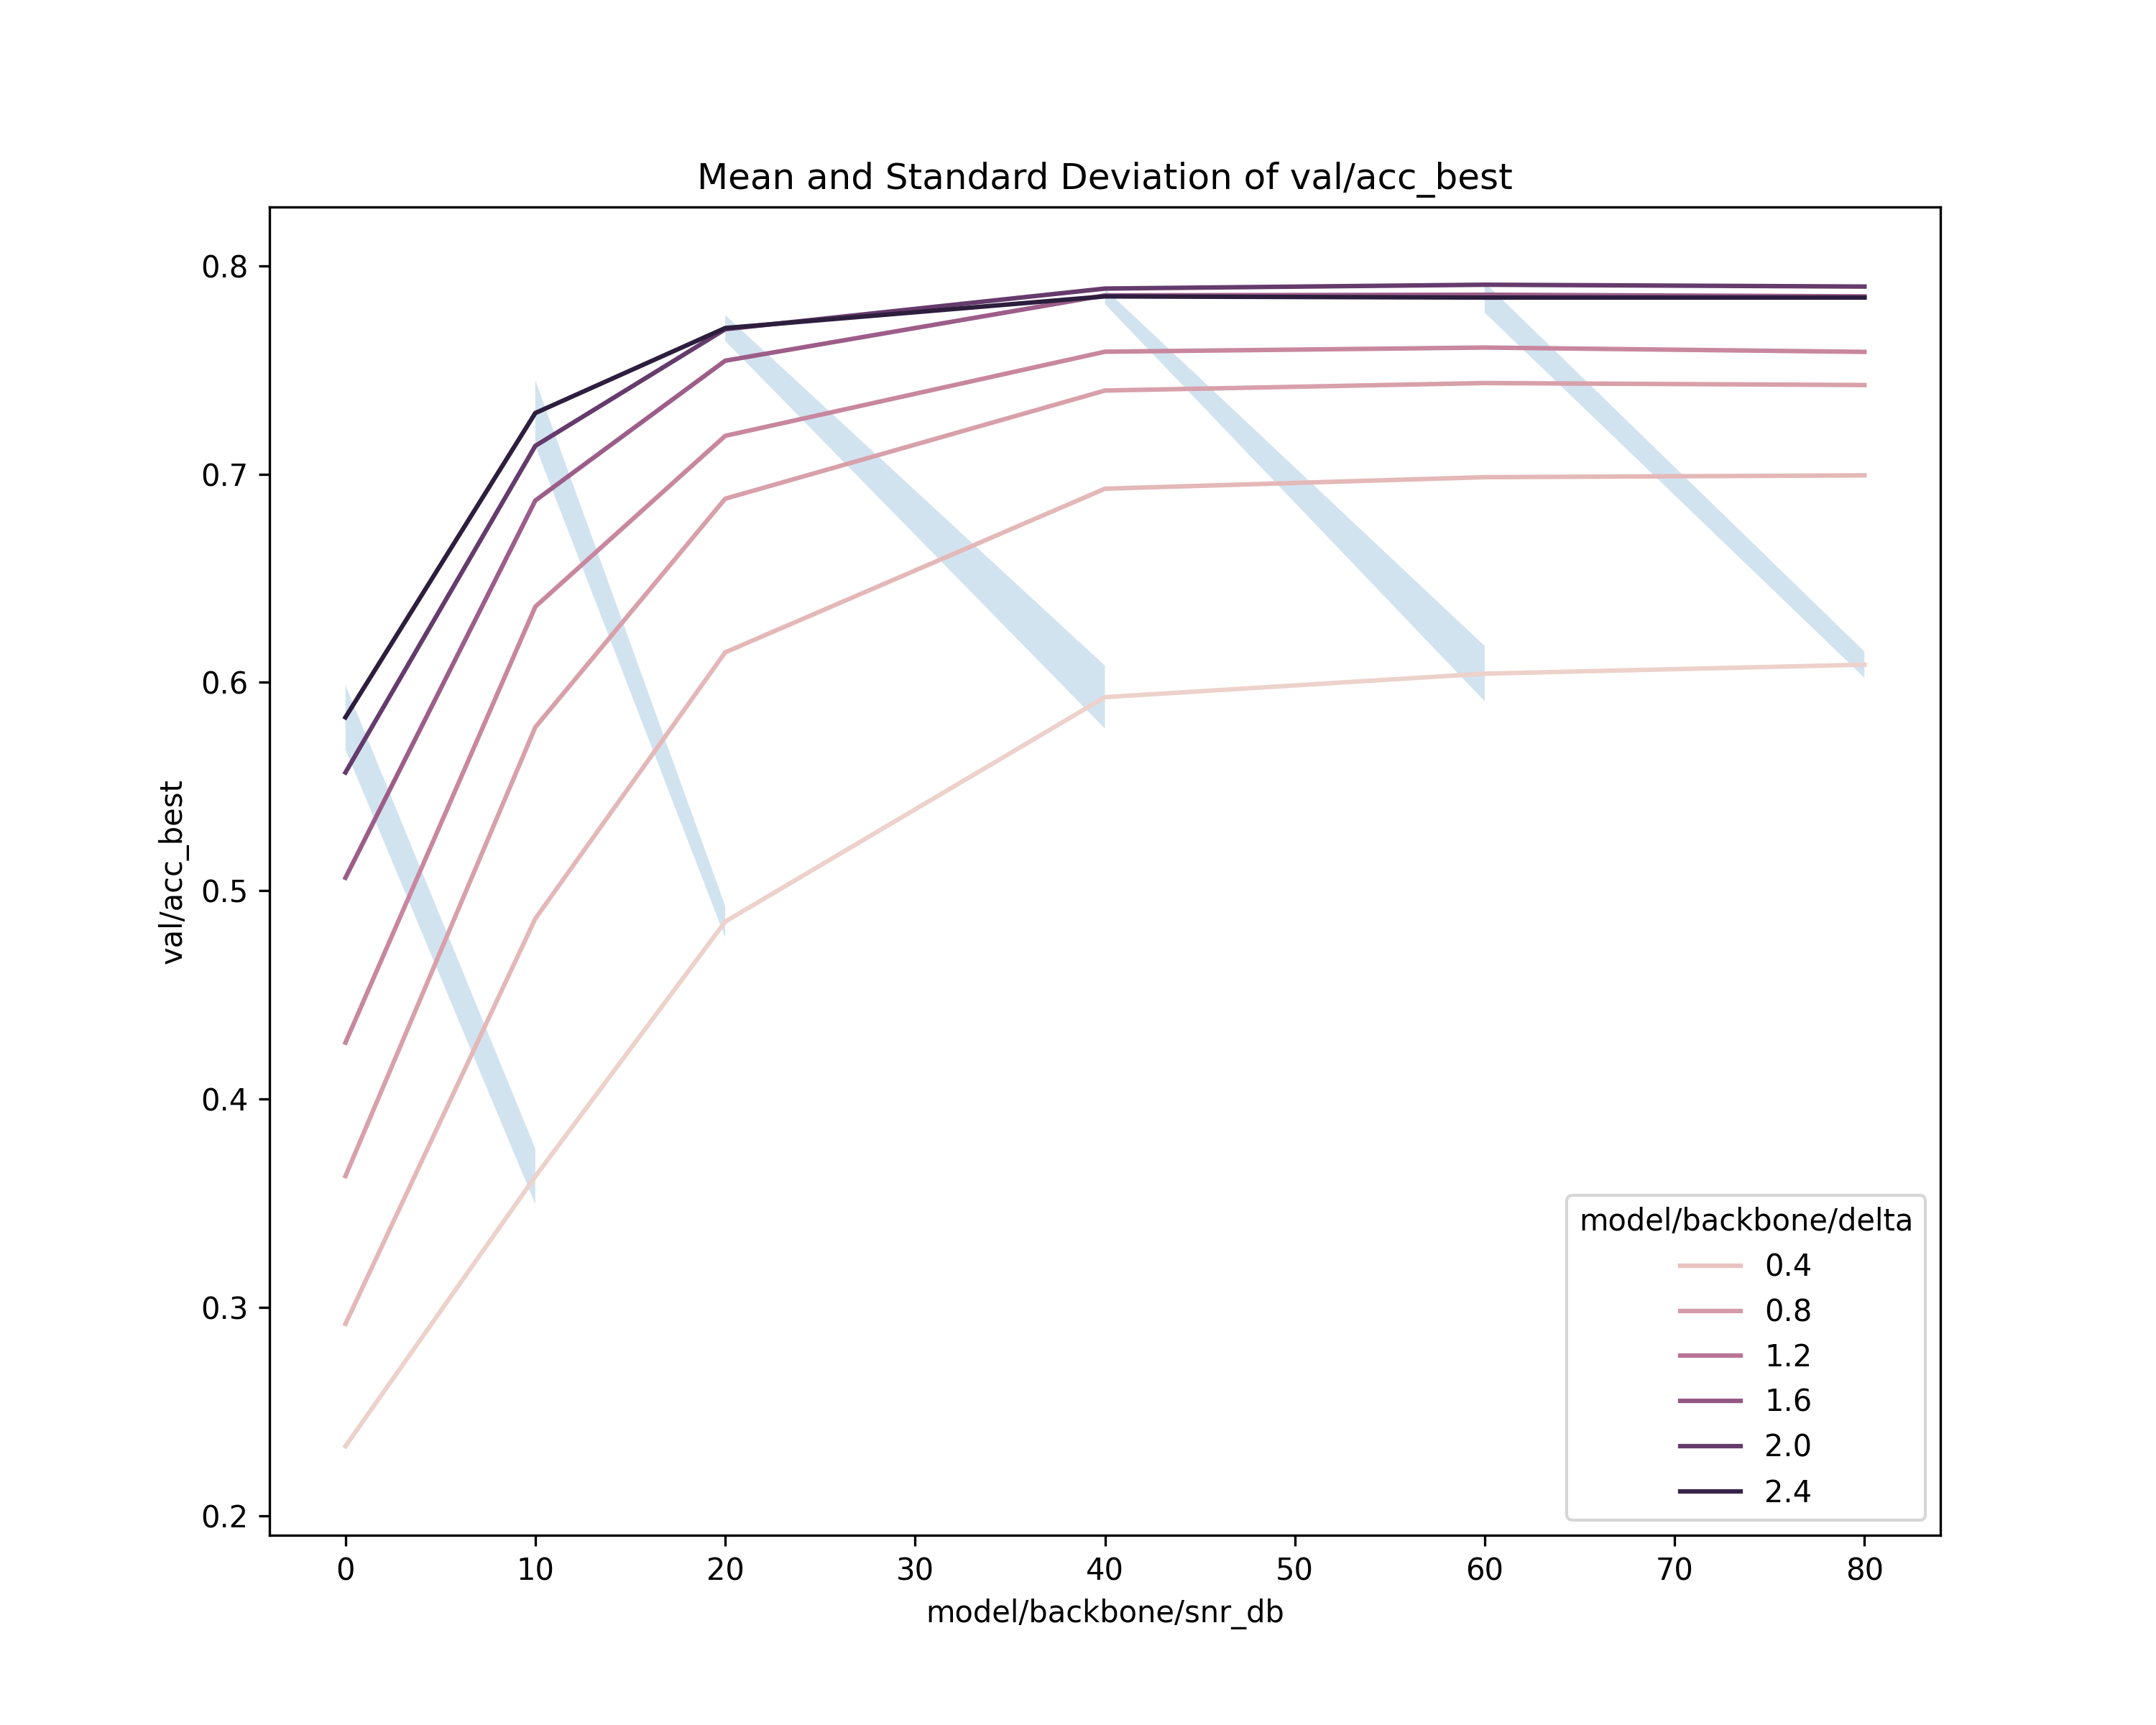 Mean and Standard Deviation of val/acc_best
val/acc_best
0.8
0.7
0.6
0.5
0.4
0.3
0.2
0 10 20 30 40 50 60 70 80
model/backbone/snr_db
model/backbone/delta
0.4
0.8
1.2
1.6
2.0
2.4